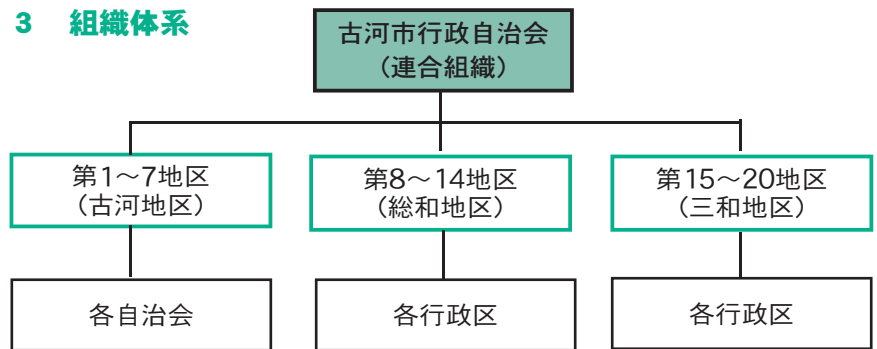 3 組織体系
古河市行政自治会
（連合組織）
第1～7地区
（古河地区）
第8～14地区
（総和地区）
第15～20地区
（三和地区）
各自治会
各行政区
各行政区